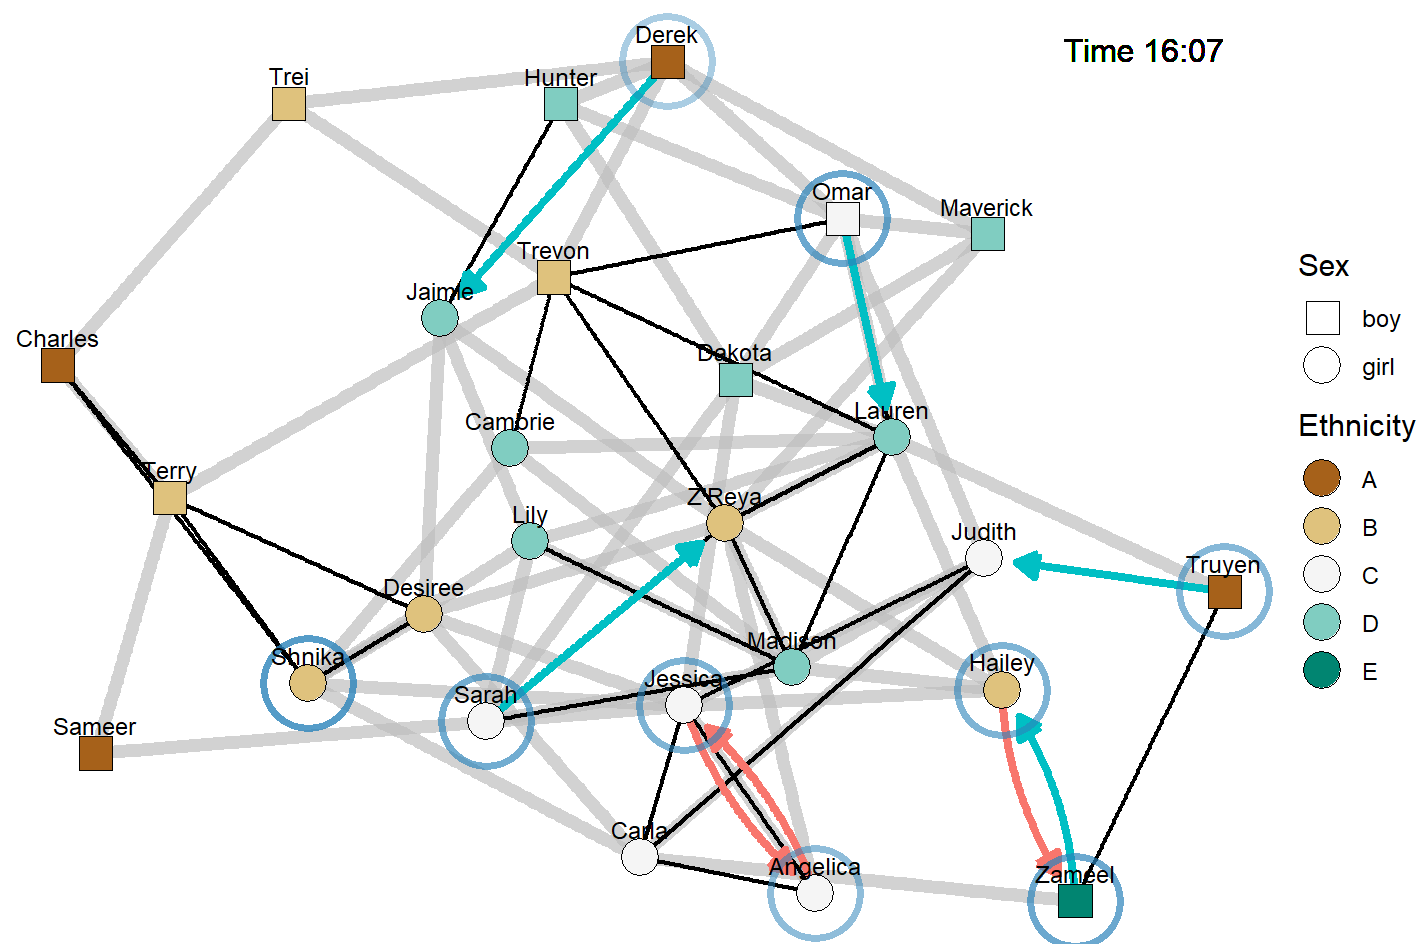 Derek
Time 16:07
Trei
Hunter
Omar
Maverick
Trevon
Sex
Jaimie
boy
Charles
Dakota
girl
Camorie
Lauren
Ethnicity
Terry
A
Z'Reya
Lily
B
Judith
Truyen
C
Desiree
D
Madison
Shnika
Hailey
Jessica
E
Sarah
Sameer
Carla
Angelica
Zameel